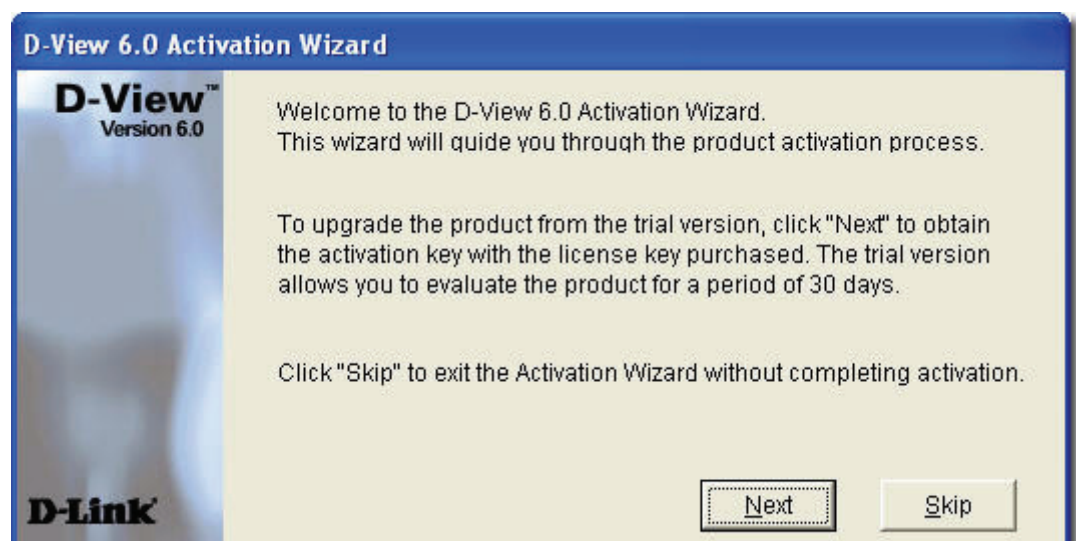 D-View 6.0 Activation Wizard
D-View™
Version 6.0
Welcome to the D-View 6.0 Activation Wizard.
This wizard will guide you through the product activation process.
To upgrade the product from the trial version, click "Next" to obtain
the activation key with the license key purchased. The trial version
allows you to evaluate the product for a period of 30 days.
Click "Skip" to exit the Activation Wizard without completing activation.
D-Link
Next
Skip